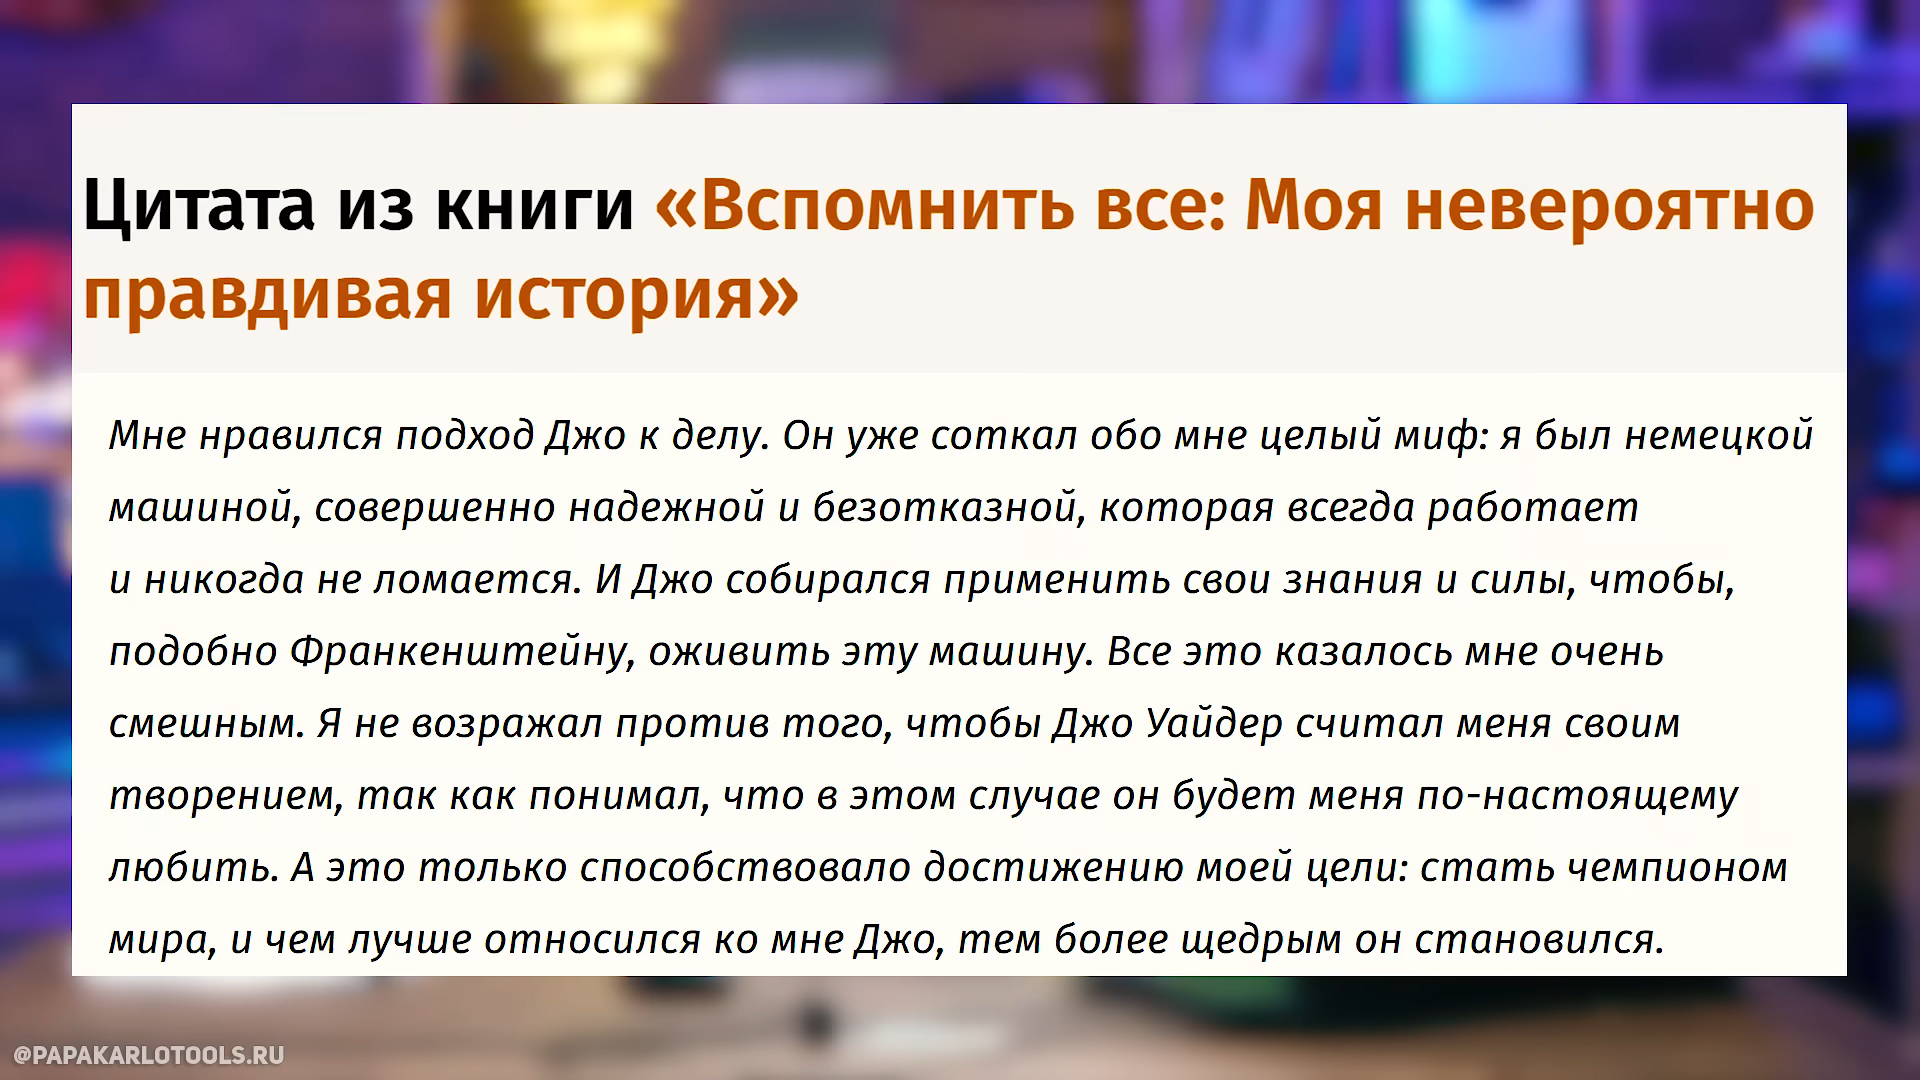 Цитата из книги «Вспомнить все: Моя невероятно
правдивая история»
Мне нравился подход Джо к делу. Он уже соткал обо мне целый миф: я был немецкой
машиной, совершенно надежной и безотказной, которая всегда работает
и никогда не ломается. И Джо собирался применить свои знания и силы, чтобы,
подобно Франкенштейну, оживить эту машину. Все это казалось мне очень
смешным. Я не возражал против того, чтобы Джо Уайдер считал меня своим
творением, так как понимал, что в этом случае он будет меня по-настоящему
любить. А это только способствовало достижению моей цели: стать чемпионом
мира, и чем лучше относился ко мне Джо, тем более щедрым он становился.
@PAPAKARLOTOOLS.RU